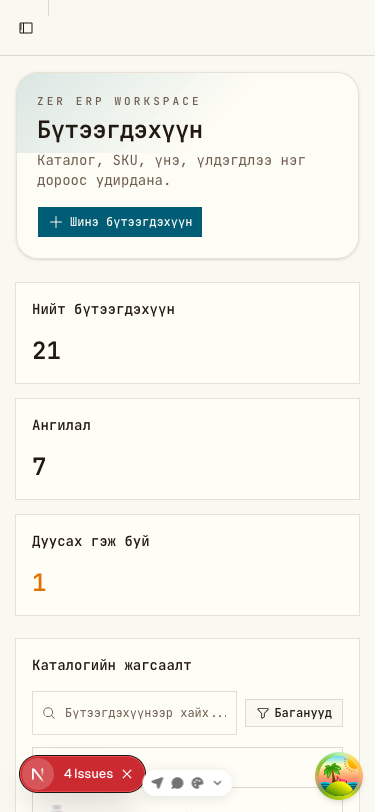 ZER ERP WORKSPACE
Бүтээгдэхүүн
Каталог, SKU, үнэ, үлдэгдлээ нэг
дороос удирдана.
Шинэ бүтээгдэхүүн
Нийт бүтээгдэхүүн
21
Ангилал
7
Дуусах гэж буй
1
Каталогийн жагсаалт
Бүтээгдэхүүнээр хайх...
Баганууд
N
4 Issues